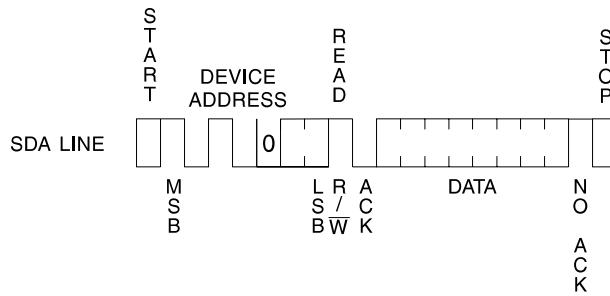 START
DEVICE
ADDRESS
READ
STOP
SDA LINE
0
MSB
LSB
R/W
ACK
DATA
NO ACK